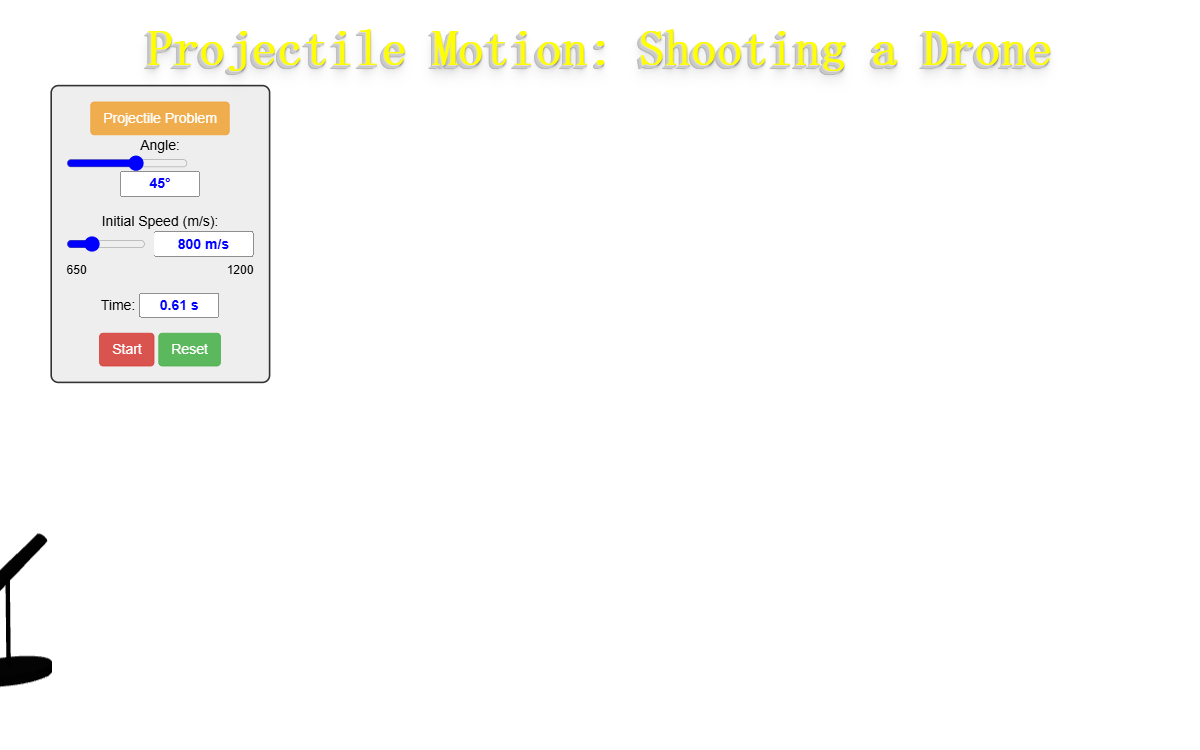 Projectile Motion: Shooting a Drone
Projectile Problem
Angle:
45°
Initial Speed (m/s):
800 m/s
650 1200
Time: 0.61 s
Start Reset